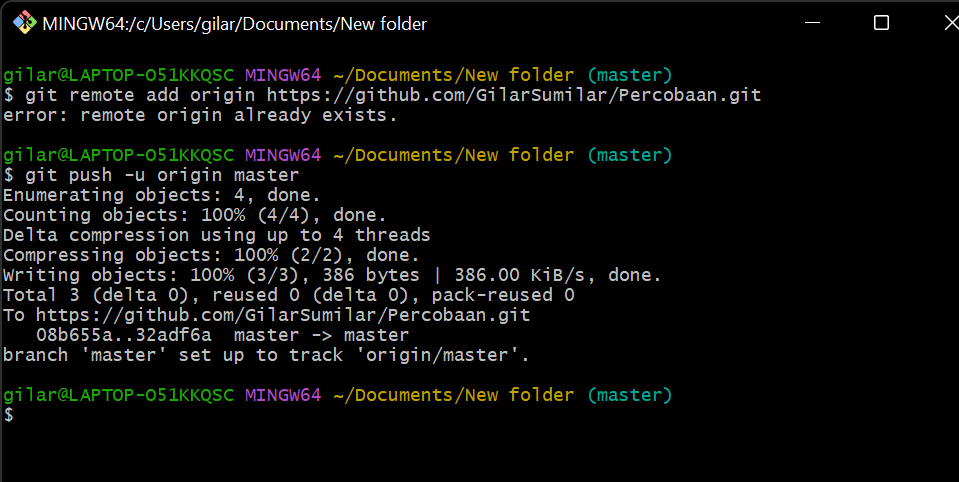 MINGW64:/c/Users/gilar/Documents/New folder
gilar@LAPTOP-O51KKQSC MINGW64 ~/Documents/New folder (master)
$ git remote add origin https://github.com/GilarSumilar/Percobaan.git
error: remote origin already exists.
gilar@LAPTOP-O51KKQSC MINGW64 ~/Documents/New folder (master)
$ git push -u origin master
Enumerating objects: 4, done.
Counting objects: 100% (4/4), done.
Delta compression using up to 4 threads
Compressing objects: 100% (2/2), done.
Writing objects: 100% (3/3), 386 bytes | 386.00 KiB/s, done.
Total 3 (delta 0), reused 0 (delta 0), pack-reused 0
To https://github.com/GilarSumilar/Percobaan.git
   08b655a..32adf6a  master -> master
branch 'master' set up to track 'origin/master'.
gilar@LAPTOP-O51KKQSC MINGW64 ~/Documents/New folder (master)
$